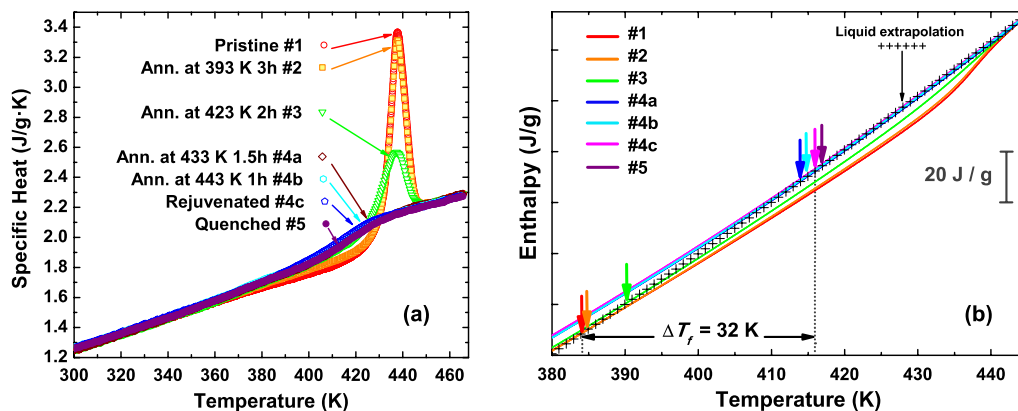 3.4
3.2
3.0
2.8
2.6
2.4
2.2
2.0
1.8
1.6
1.4
1.2
Specific Heat (J/g·K)
Pristine #1
Ann. at 393 K 3h #2
Ann. at 423 K 2h #3
Ann. at 433 K 1.5h #4a
Ann. at 443 K 1h #4b
Rejuvenated #4c
Quenched #5
(a)
300 320 340 360 380 400 420 440 460
Temperature (K)
Enthalpy (J/g)
#1
#2
#3
#4a
#4b
#4c
#5
Liquid extrapolation
++++++
20 J / g
(b)
Δ T_f = 32 K
380 390 400 410 420 430 440
Temperature (K)